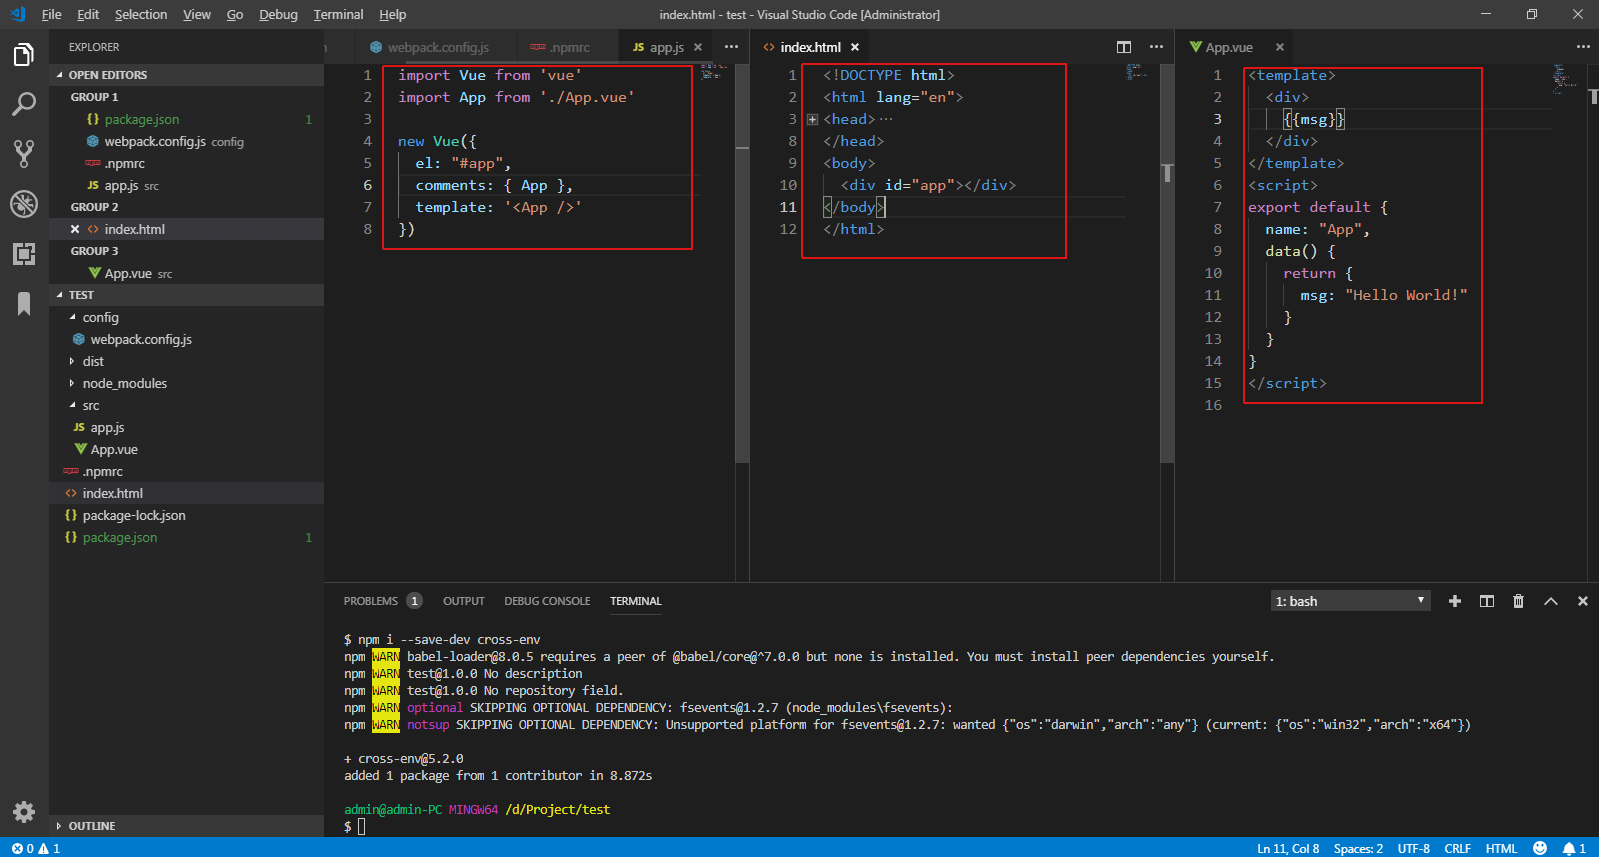 File Edit Selection View Go Debug Terminal Help
index.html - test - Visual Studio Code [Administrator]
EXPLORER
OPEN EDITORS
GROUP 1
{} package.json 1
webpack.config.js config
.npmrc
JS app.js src
GROUP 2
× <> index.html
GROUP 3
App.vue src
TEST
config
webpack.config.js
dist
node_modules
src
JS app.js
App.vue
.npmrc
<> index.html
{} package-lock.json
{} package.json 1
OUTLINE
webpack.config.js
.npmrc
JS app.js × ···
1 import Vue from 'vue'
2 import App from './App.vue'
3
4 new Vue({
5 el: "#app",
6 comments: { App },
7 template: '<App />'
8 })
<> index.html × ···
1 <!DOCTYPE html>
2 <html lang="en">
3 <head>···
8 </head>
9 <body>
10 <div id="app"></div>
11 </body>
12 </html>
App.vue × ···
1 <template>
2 <div>
3 {{msg}}
4 </div>
5 </template>
6 <script>
7 export default {
8 name: "App",
9 data() {
10 return {
11 msg: "Hello World!"
12 }
13 }
14 }
15 </script>
16
PROBLEMS 1 OUTPUT DEBUG CONSOLE TERMINAL
1: bash
$ npm i --save-dev cross-env
npm WARN babel-loader@8.0.5 requires a peer of @babel/core@^7.0.0 but none is installed. You must install peer dependencies yourself.
npm WARN test@1.0.0 No description
npm WARN test@1.0.0 No repository field.
npm WARN optional SKIPPING OPTIONAL DEPENDENCY: fsevents@1.2.7 (node_modules\fsevents):
npm WARN notsup SKIPPING OPTIONAL DEPENDENCY: Unsupported platform for fsevents@1.2.7: wanted {"os":"darwin","arch":"any"} (current: {"os":"win32","arch":"x64"})
+ cross-env@5.2.0
added 1 package from 1 contributor in 8.872s
admin@admin-PC MINGW64 /d/Project/test
$
0 1
Ln 11, Col 8 Spaces: 2 UTF-8 CRLF HTML 1